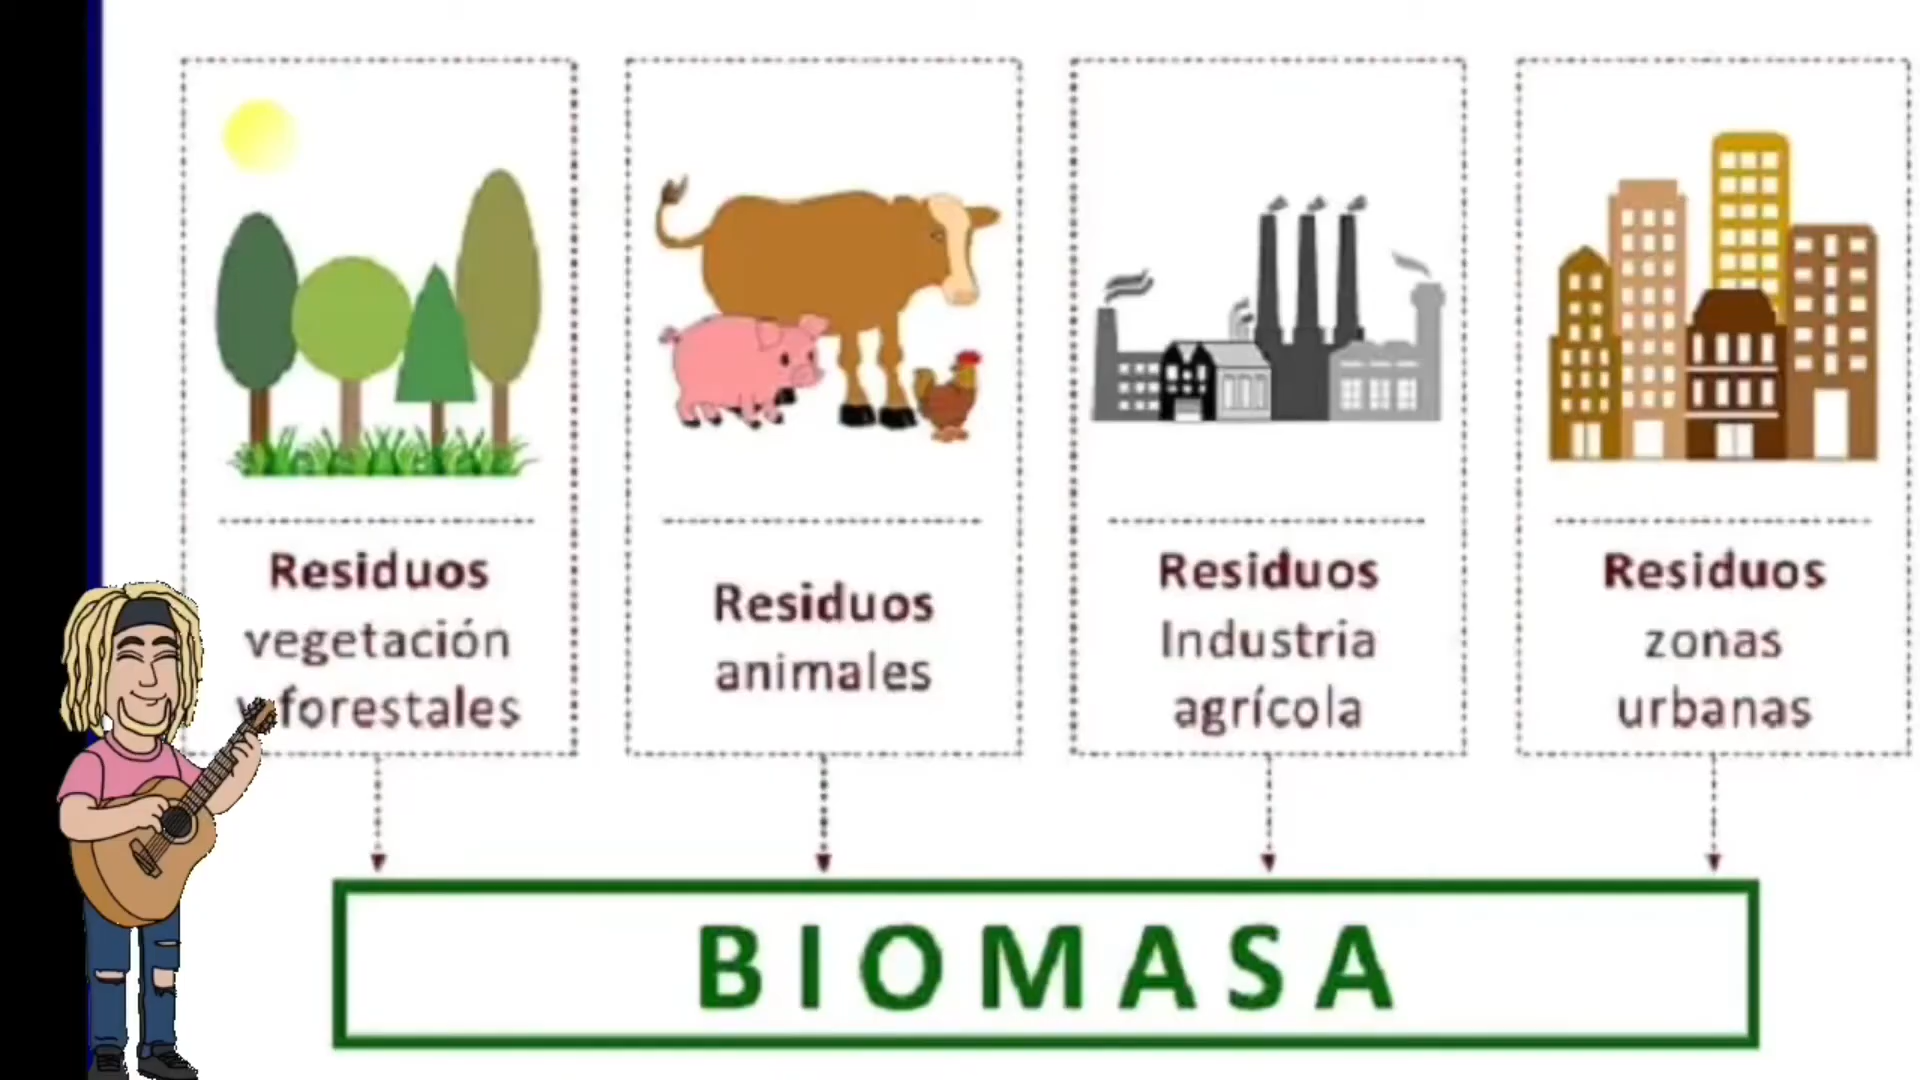 Residuos
vegetación
y forestales
Residuos
animales
Residuos
Industria
agrícola
Residuos
zonas
urbanas
BIOMASA